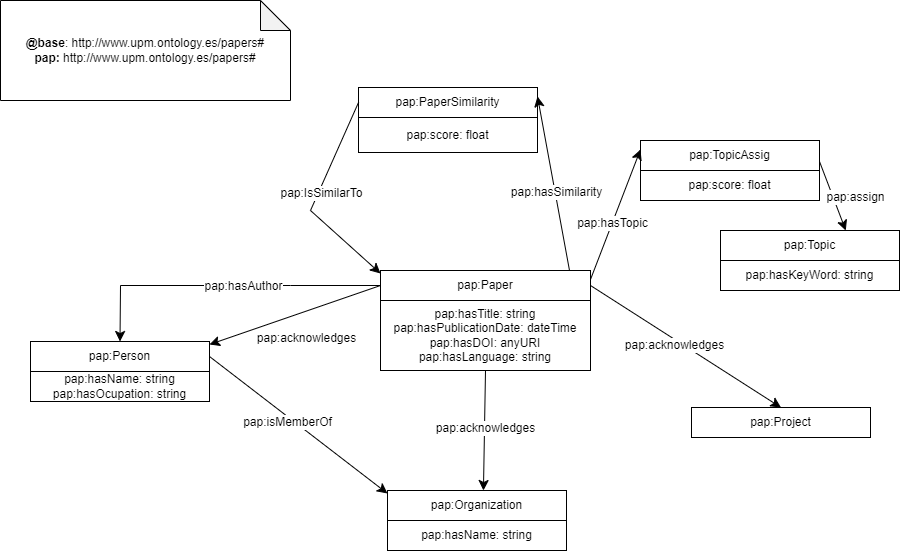 @base: http://www.upm.ontology.es/papers#
pap: http://www.upm.ontology.es/papers#
pap:PaperSimilarity
pap:score: float
pap:TopicAssig
pap:score: float
pap:IsSimilarTo
pap:hasSimilarity
pap:assign
pap:hasTopic
pap:Topic
pap:hasKeyWord: string
pap:Paper
pap:hasTitle: string
pap:hasPublicationDate: dateTime
pap:hasDOI: anyURI
pap:hasLanguage: string
pap:hasAuthor
pap:acknowledges
pap:acknowledges
pap:Person
pap:hasName: string
pap:hasOcupation: string
pap:isMemberOf
pap:acknowledges
pap:Project
pap:Organization
pap:hasName: string